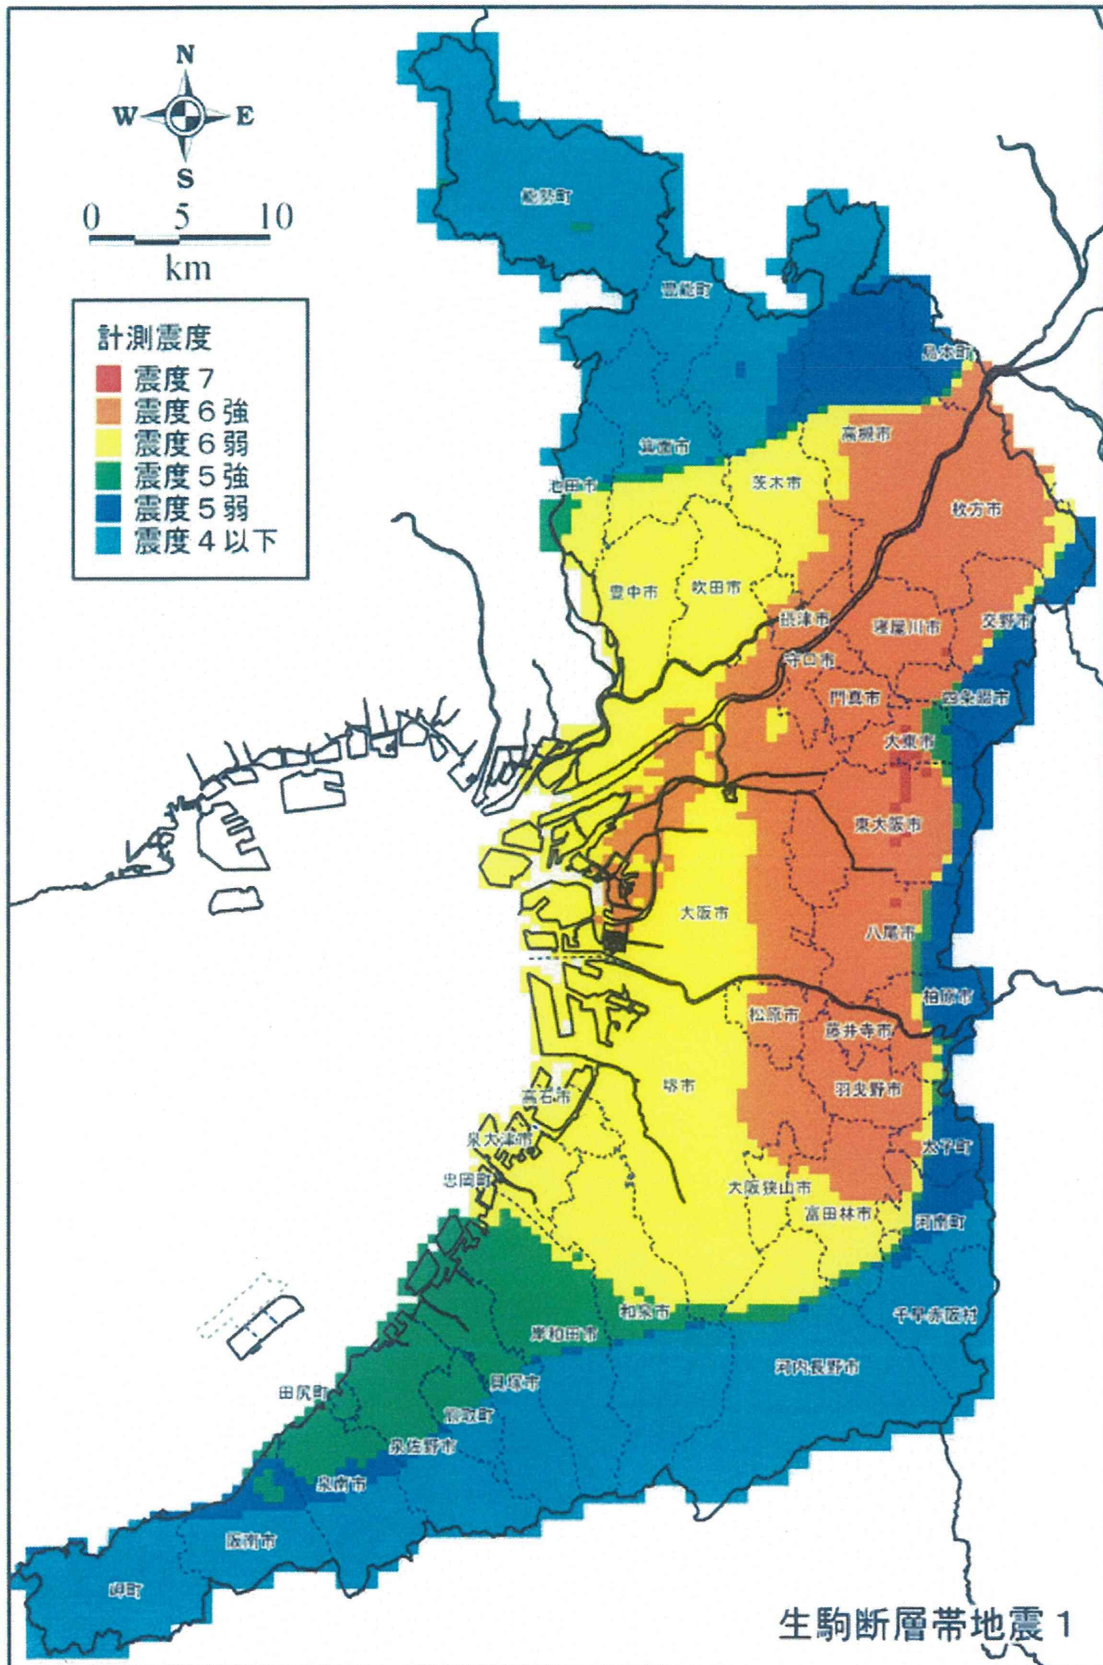 N
W E
S
0 5 10
km
計測震度
震度7
震度6強
震度6弱
震度5強
震度5弱
震度4以下
能勢町
豊能町
島本町
高槻市
箕面市
茨木市
池田市
枚方市
豊中市
吹田市
摂津市
寝屋川市
交野市
守口市
門真市
四条畷市
大東市
東大阪市
大阪市
八尾市
柏原市
松原市
藤井寺市
堺市
羽曳野市
高石市
泉大津市
太子町
忠岡町
大阪狭山市
富田林市
河南町
和泉市
千早赤阪村
岸和田市
河内長野市
貝塚市
田尻町
熊取町
泉佐野市
泉南市
阪南市
岬町
生駒断層帯地震1